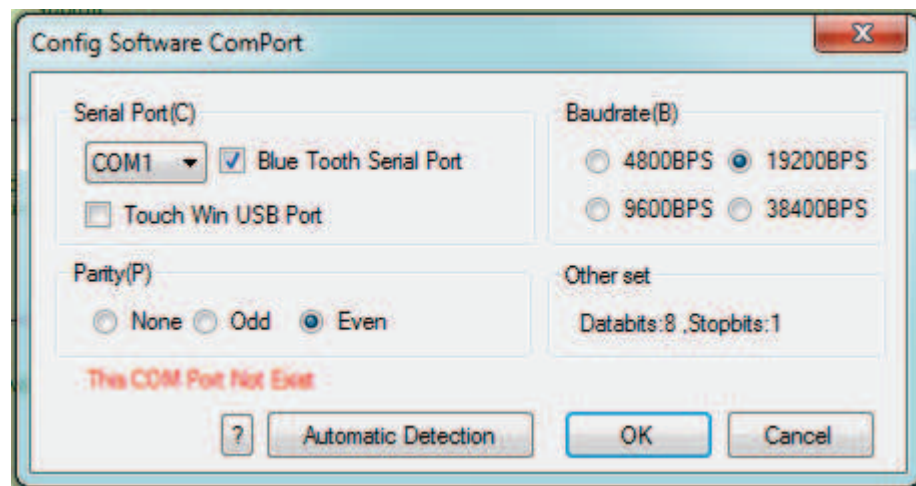 Config Software ComPort
Serial Port(C)
COM1
Blue Tooth Serial Port
Touch Win USB Port
Baudrate(B)
4800BPS
19200BPS
9600BPS
38400BPS
Parity(P)
None
Odd
Even
Other set
Databits:8 ,Stopbits:1
This COM Port Not Exist
?
Automatic Detection
OK
Cancel